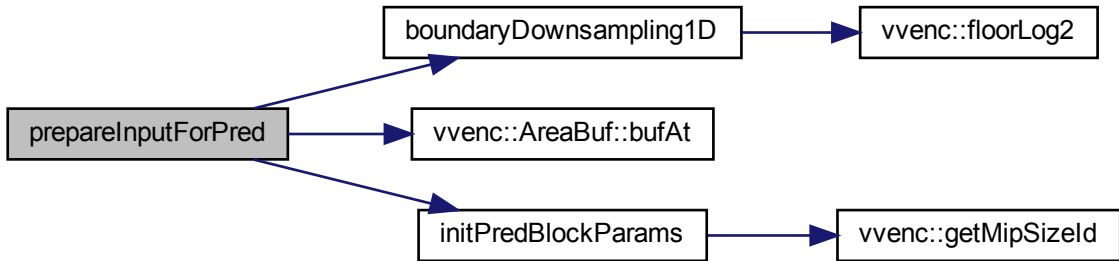 boundaryDownsampling1D
vvenc::floorLog2
prepareInputForPred
vvenc::AreaBuf::bufAt
initPredBlockParams
vvenc::getMipSizeId